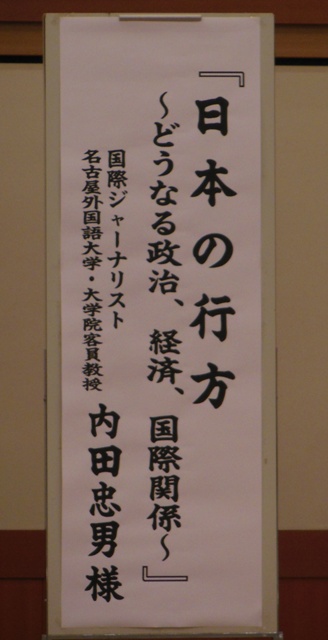 『日本の行方
～どうなる政治、経済、国際関係～』
国際ジャーナリスト
名古屋外国語大学・大学院客員教授
内田忠男様